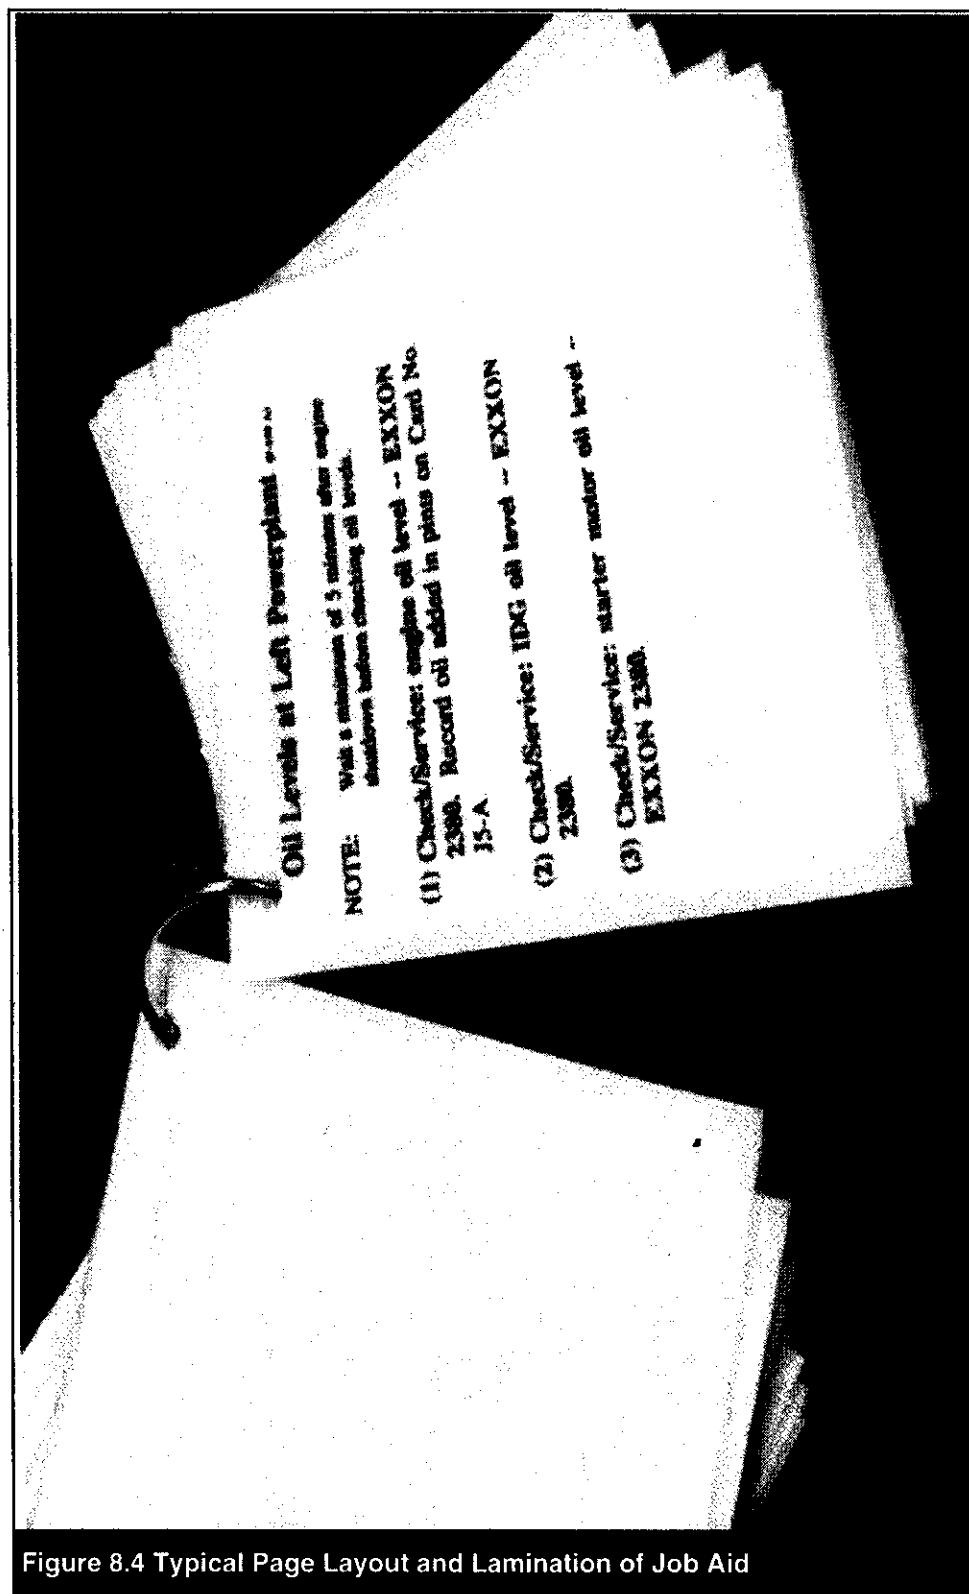 Oil Levels at Left Powerplant
NOTE: Wait a minimum of 5 minutes after engine
shutdown before checking oil levels.
(1) Check/Service: engine oil level -- EXXON
2380. Record oil added in pints on Card No.
15-A
(2) Check/Service: IDG oil level -- EXXON
2380.
(3) Check/Service: starter motor oil level --
EXXON 2380.
Figure 8.4 Typical Page Layout and Lamination of Job Aid